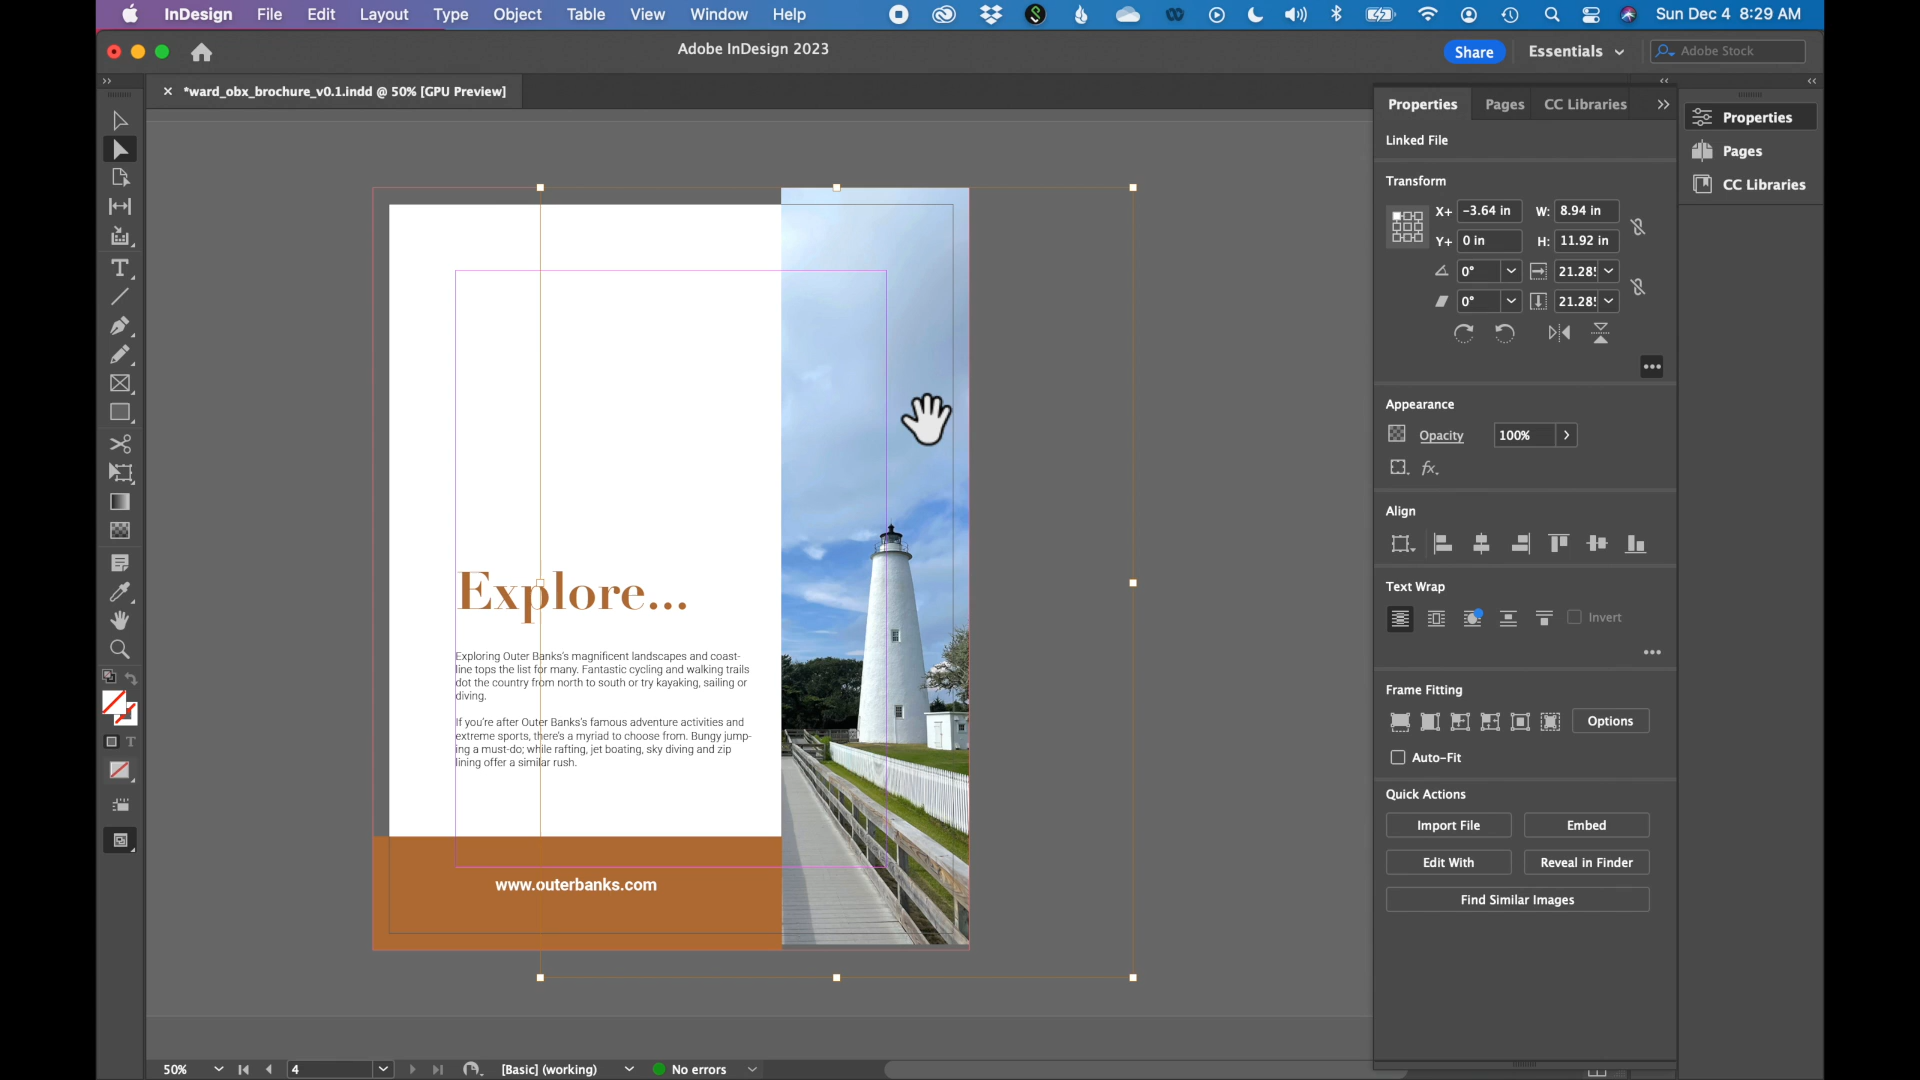 InDesign File Edit Layout Type Object Table View Window Help Sun Dec 4 8:29 AM
Adobe InDesign 2023 Share Essentials Adobe Stock
*ward_obx_brochure_v0.1.indd @ 50% [GPU Preview]
Properties Pages CC Libraries
Properties
Pages
CC Libraries
Linked File
Transform
X+ -3.64 in W: 8.94 in
Y+ 0 in H: 11.92 in
0° 21.28
0° 21.28
Appearance
Opacity 100%
fx.
Align
Text Wrap
Invert
Frame Fitting
Options
Auto-Fit
Quick Actions
Import File Embed
Edit With Reveal in Finder
Find Similar Images
Explore...
Exploring Outer Banks's magnificent landscapes and coast-
line tops the list for many. Fantastic cycling and walking trails
dot the country from north to south or try kayaking, sailing or
diving.
If you're after Outer Banks's famous adventure activities and
extreme sports, there's a myriad to choose from. Bungy jump-
ing a must-do; while rafting, jet boating, sky diving and zip
lining offer a similar rush.
www.outerbanks.com
50% 4 [Basic] (working) No errors